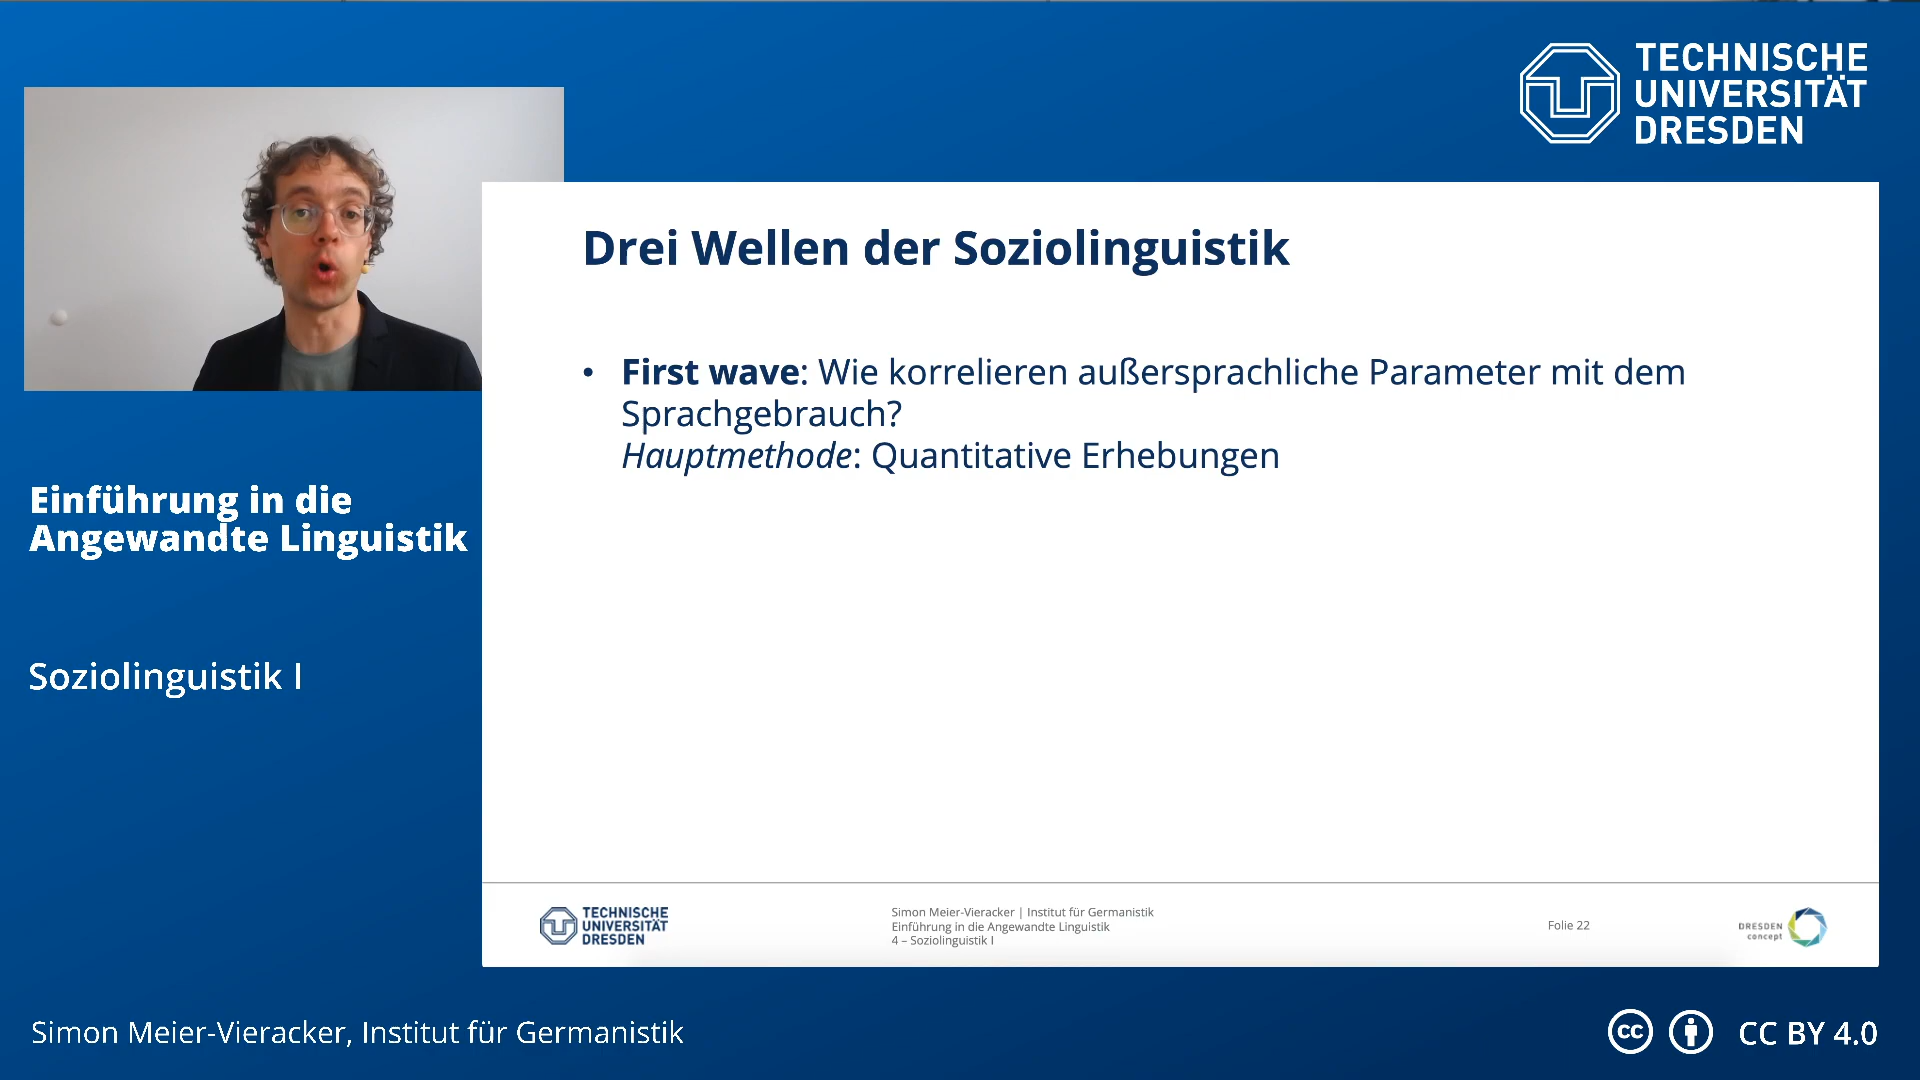 TECHNISCHE
UNIVERSITÄT
DRESDEN
Drei Wellen der Soziolinguistik
• First wave: Wie korrelieren außersprachliche Parameter mit dem
Sprachgebrauch?
Hauptmethode: Quantitative Erhebungen
Einführung in die
Angewandte Linguistik
Soziolinguistik I
TECHNISCHE
UNIVERSITÄT
DRESDEN
Simon Meier-Vieracker | Institut für Germanistik
Einführung in die Angewandte Linguistik
4 – Soziolinguistik I
Folie 22
DRESDEN
concept
Simon Meier-Vieracker, Institut für Germanistik
cc
CC BY 4.0